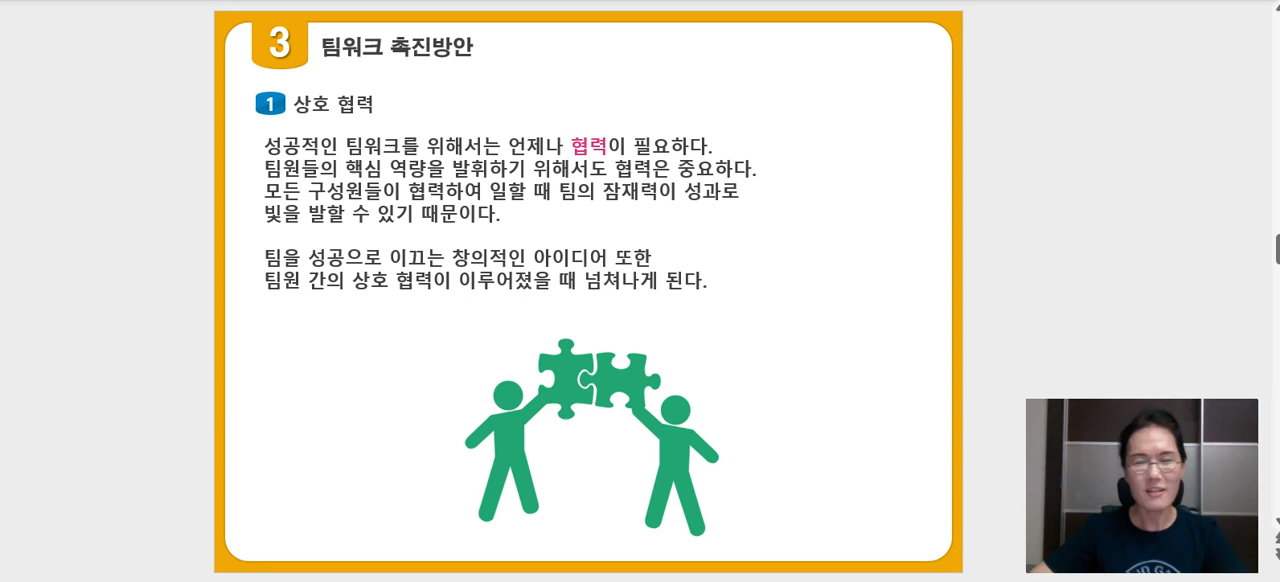 3 팀워크 촉진방안
1 상호 협력
성공적인 팀워크를 위해서는 언제나 협력이 필요하다.
팀원들의 핵심 역량을 발휘하기 위해서도 협력은 중요하다.
모든 구성원들이 협력하여 일할 때 팀의 잠재력이 성과로
빛을 발할 수 있기 때문이다.
팀을 성공으로 이끄는 창의적인 아이디어 또한
팀원 간의 상호 협력이 이루어졌을 때 넘쳐나게 된다.